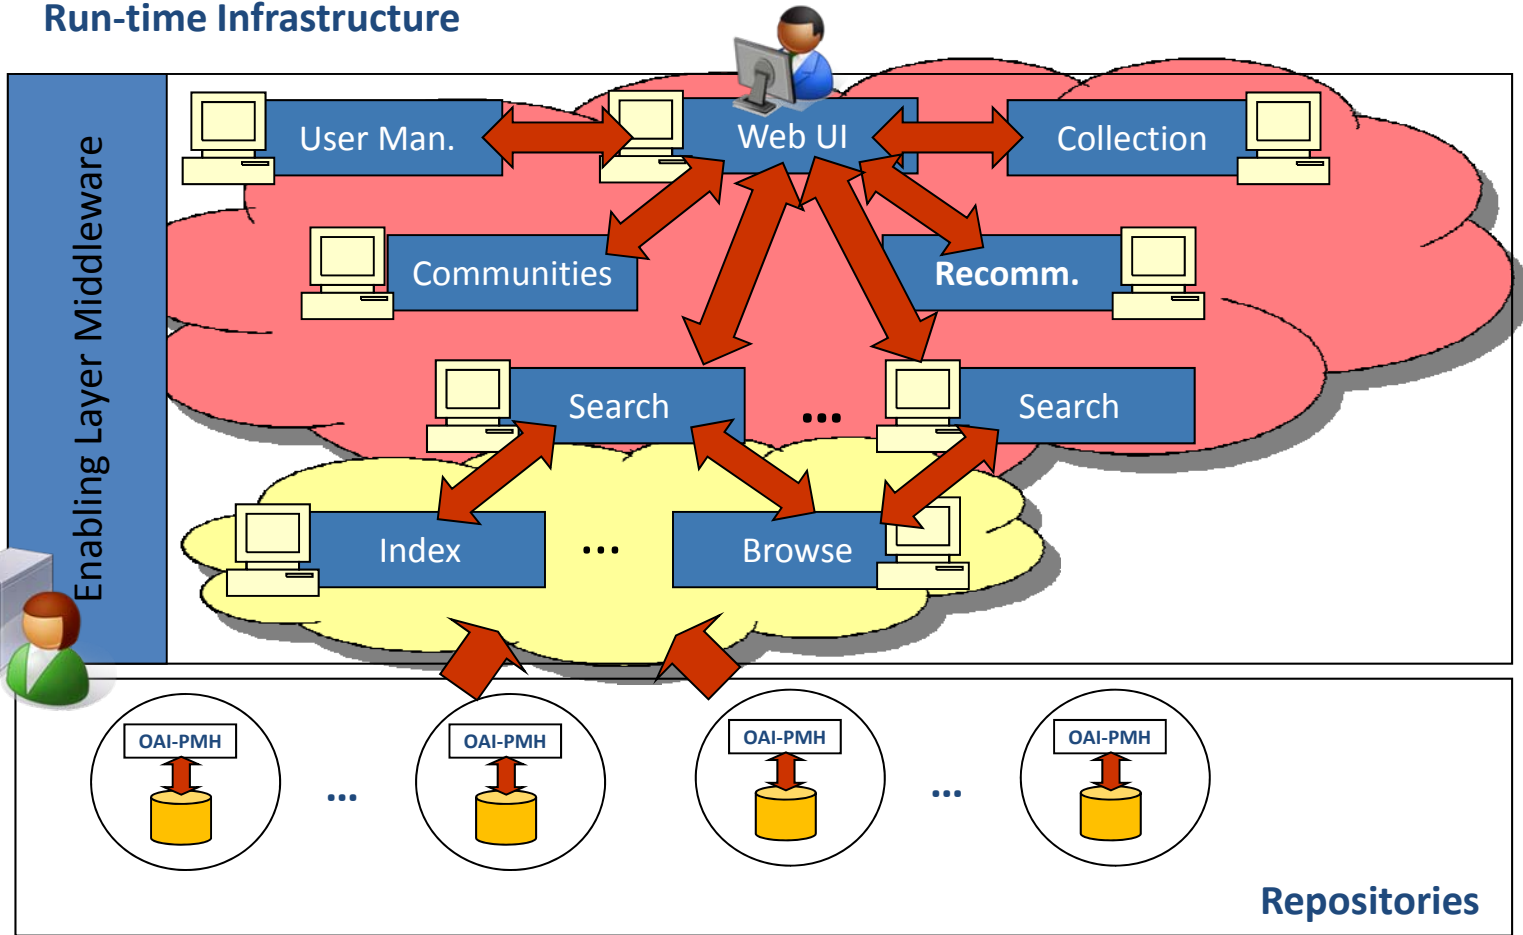 Run-time Infrastructure
Enabling Layer Middleware
User Man.
Web UI
Collection
Communities
Recomm.
Search
...
Search
Index
...
Browse
OAI-PMH
...
OAI-PMH
OAI-PMH
...
OAI-PMH
Repositories